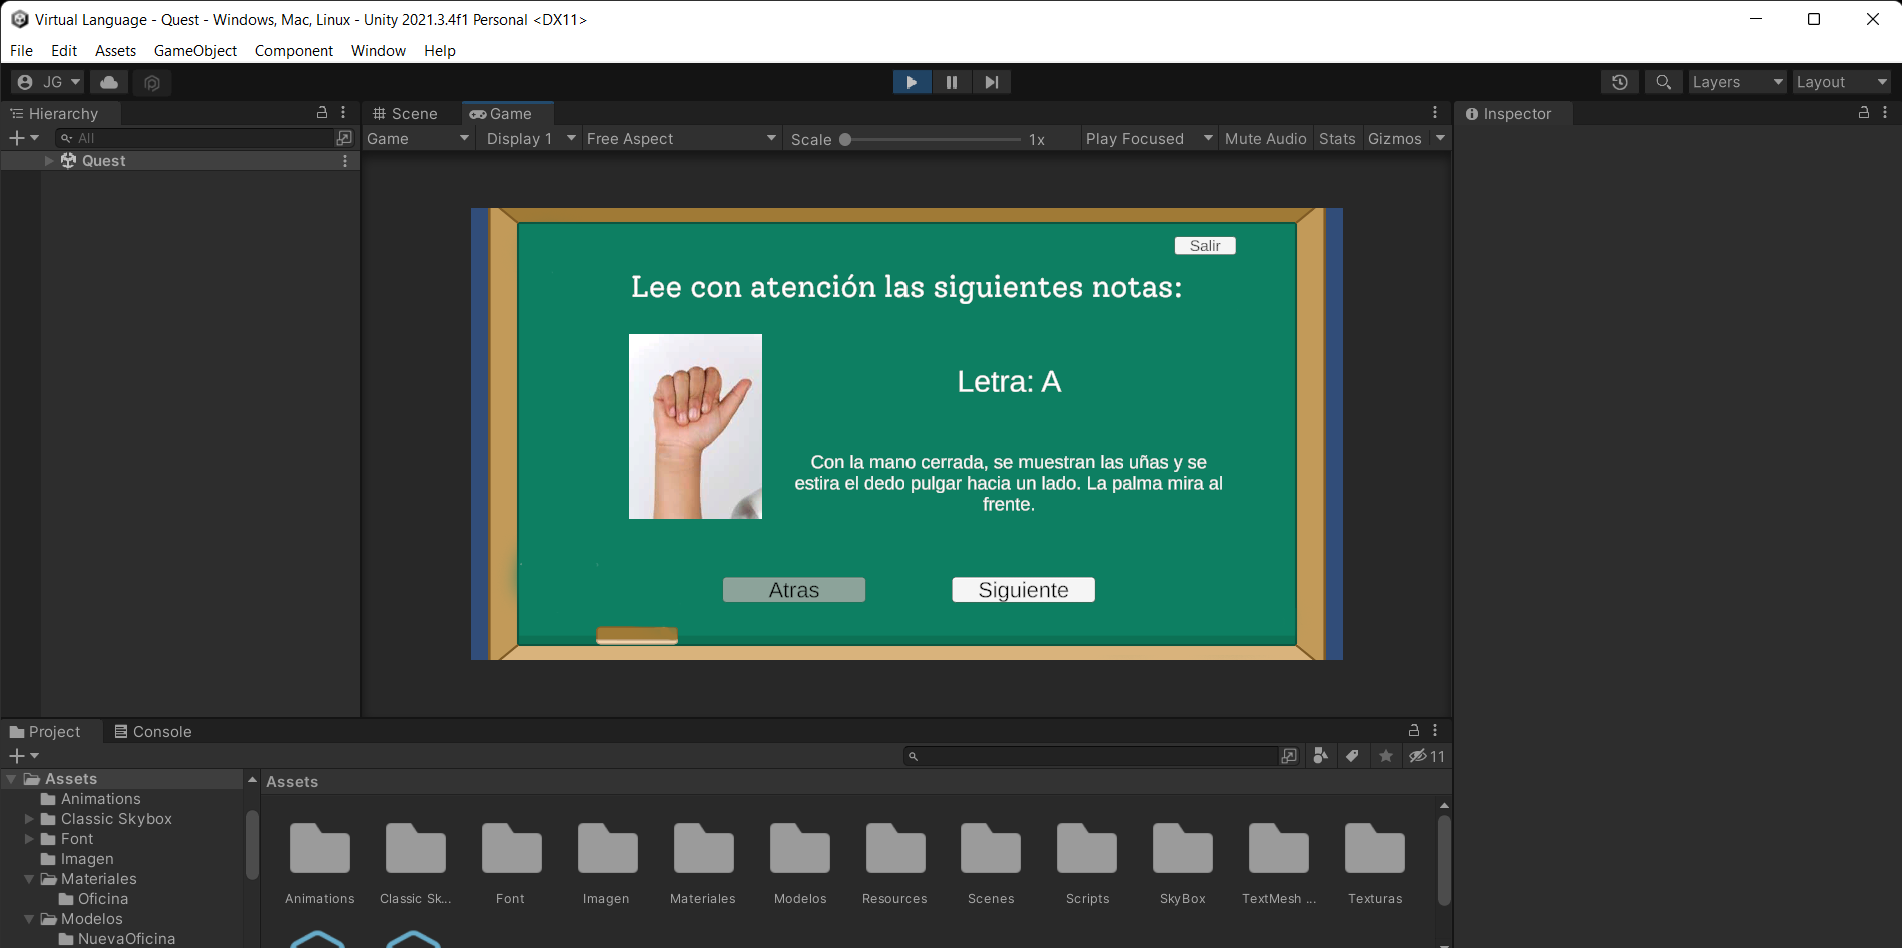 Virtual Language - Quest - Windows, Mac, Linux - Unity 2021.3.4f1 Personal <DX11>
File Edit Assets GameObject Component Window Help
JG Layers Layout
Hierarchy Scene Game Inspector
All Game Display 1 Free Aspect Scale 1x Play Focused Mute Audio Stats Gizmos
Quest
Salir
Lee con atención las siguientes notas:
Letra: A
Con la mano cerrada, se muestran las uñas y se
estira el dedo pulgar hacia un lado. La palma mira al
frente.
Atras Siguiente
Project Console
11
Assets
Animations
Classic Skybox
Font
Imagen
Materiales
Oficina
Modelos
NuevaOficina
Assets
Animations Classic Sk... Font Imagen Materiales Modelos Resources Scenes Scripts SkyBox TextMesh ... Texturas